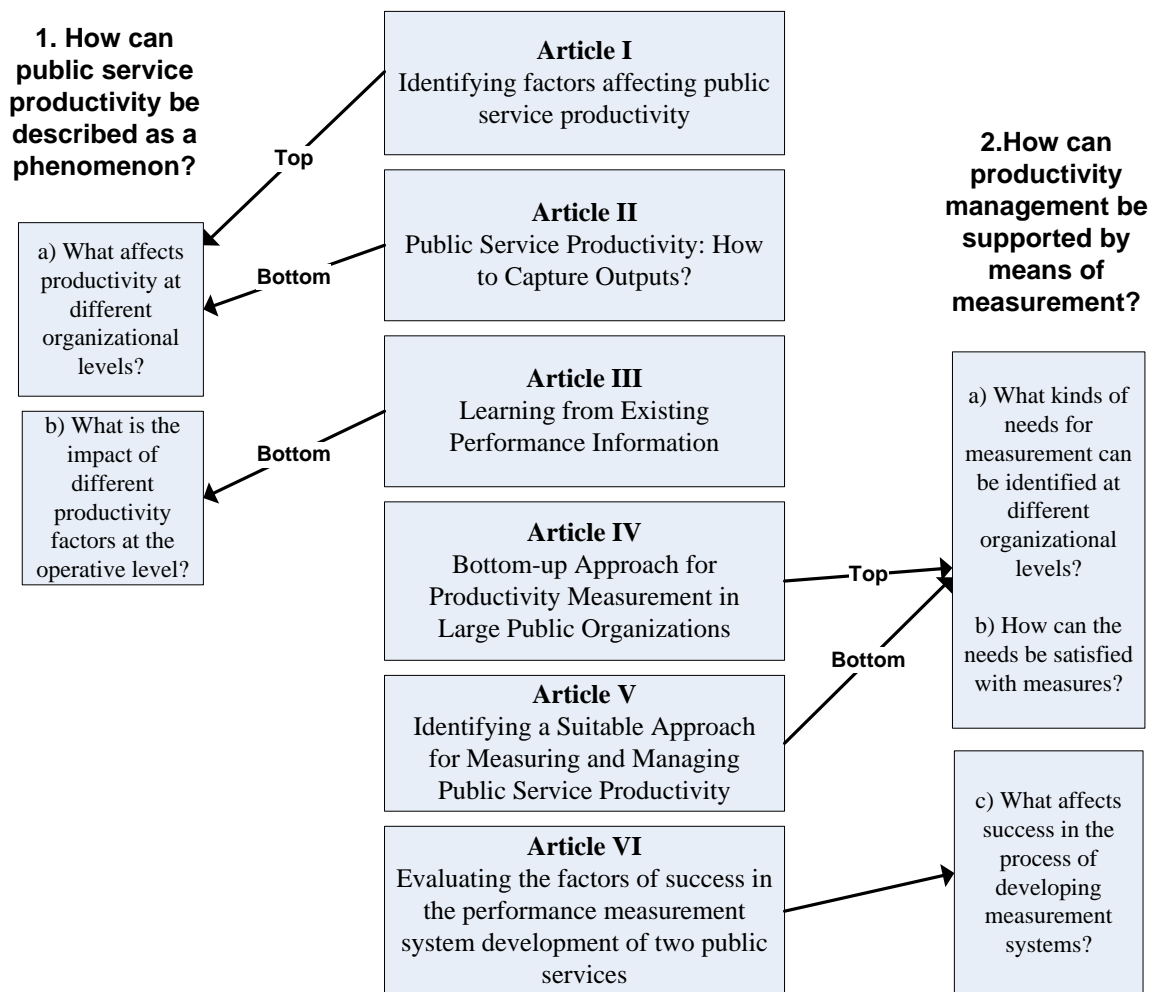 1. How can
public service
productivity be
described as a
phenomenon?
a) What affects
productivity at
different
organizational
levels?
b) What is the
impact of
different
productivity
factors at the
operative level?
Top
Bottom
Bottom
Article I
Identifying factors affecting public
service productivity
Article II
Public Service Productivity: How
to Capture Outputs?
Article III
Learning from Existing
Performance Information
Article IV
Bottom-up Approach for
Productivity Measurement in
Large Public Organizations
Article V
Identifying a Suitable Approach
for Measuring and Managing
Public Service Productivity
Article VI
Evaluating the factors of success in
the performance measurement
system development of two public
services
Top
Bottom
2.How can
productivity
management be
supported by
means of
measurement?
a) What kinds of
needs for
measurement can
be identified at
different
organizational
levels?
b) How can the
needs be satisfied
with measures?
c) What affects
success in the
process of
developing
measurement
systems?